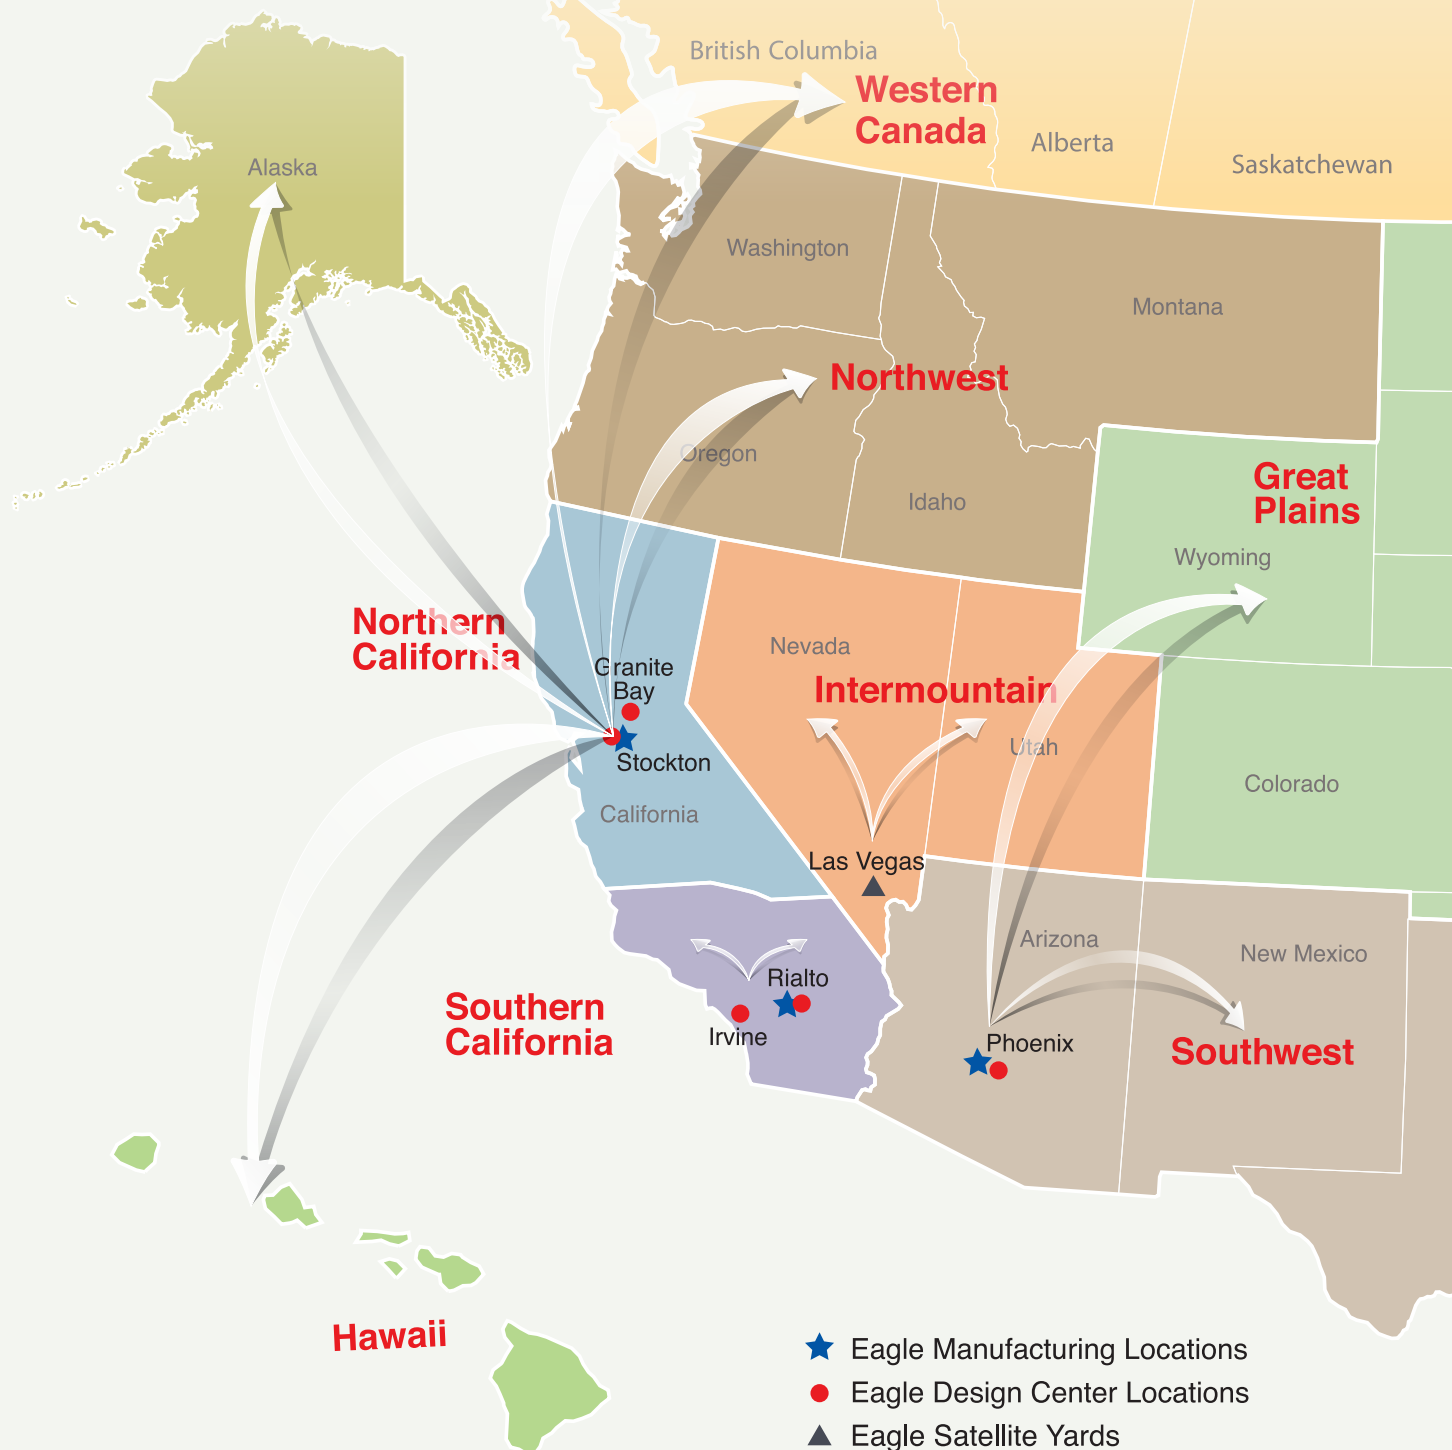 British Columbia
Western
Canada
Alberta
Saskatchewan
Alaska
Washington
Montana
Northwest
Oregon
Idaho
Great
Plains
Wyoming
Northern
California
Nevada
Granite
Bay
Intermountain
Utah
Stockton
California
Colorado
Las Vegas
Arizona
New Mexico
Rialto
Southern
California
Irvine
Phoenix
Southwest
Hawaii
Eagle Manufacturing Locations
Eagle Design Center Locations
Eagle Satellite Yards